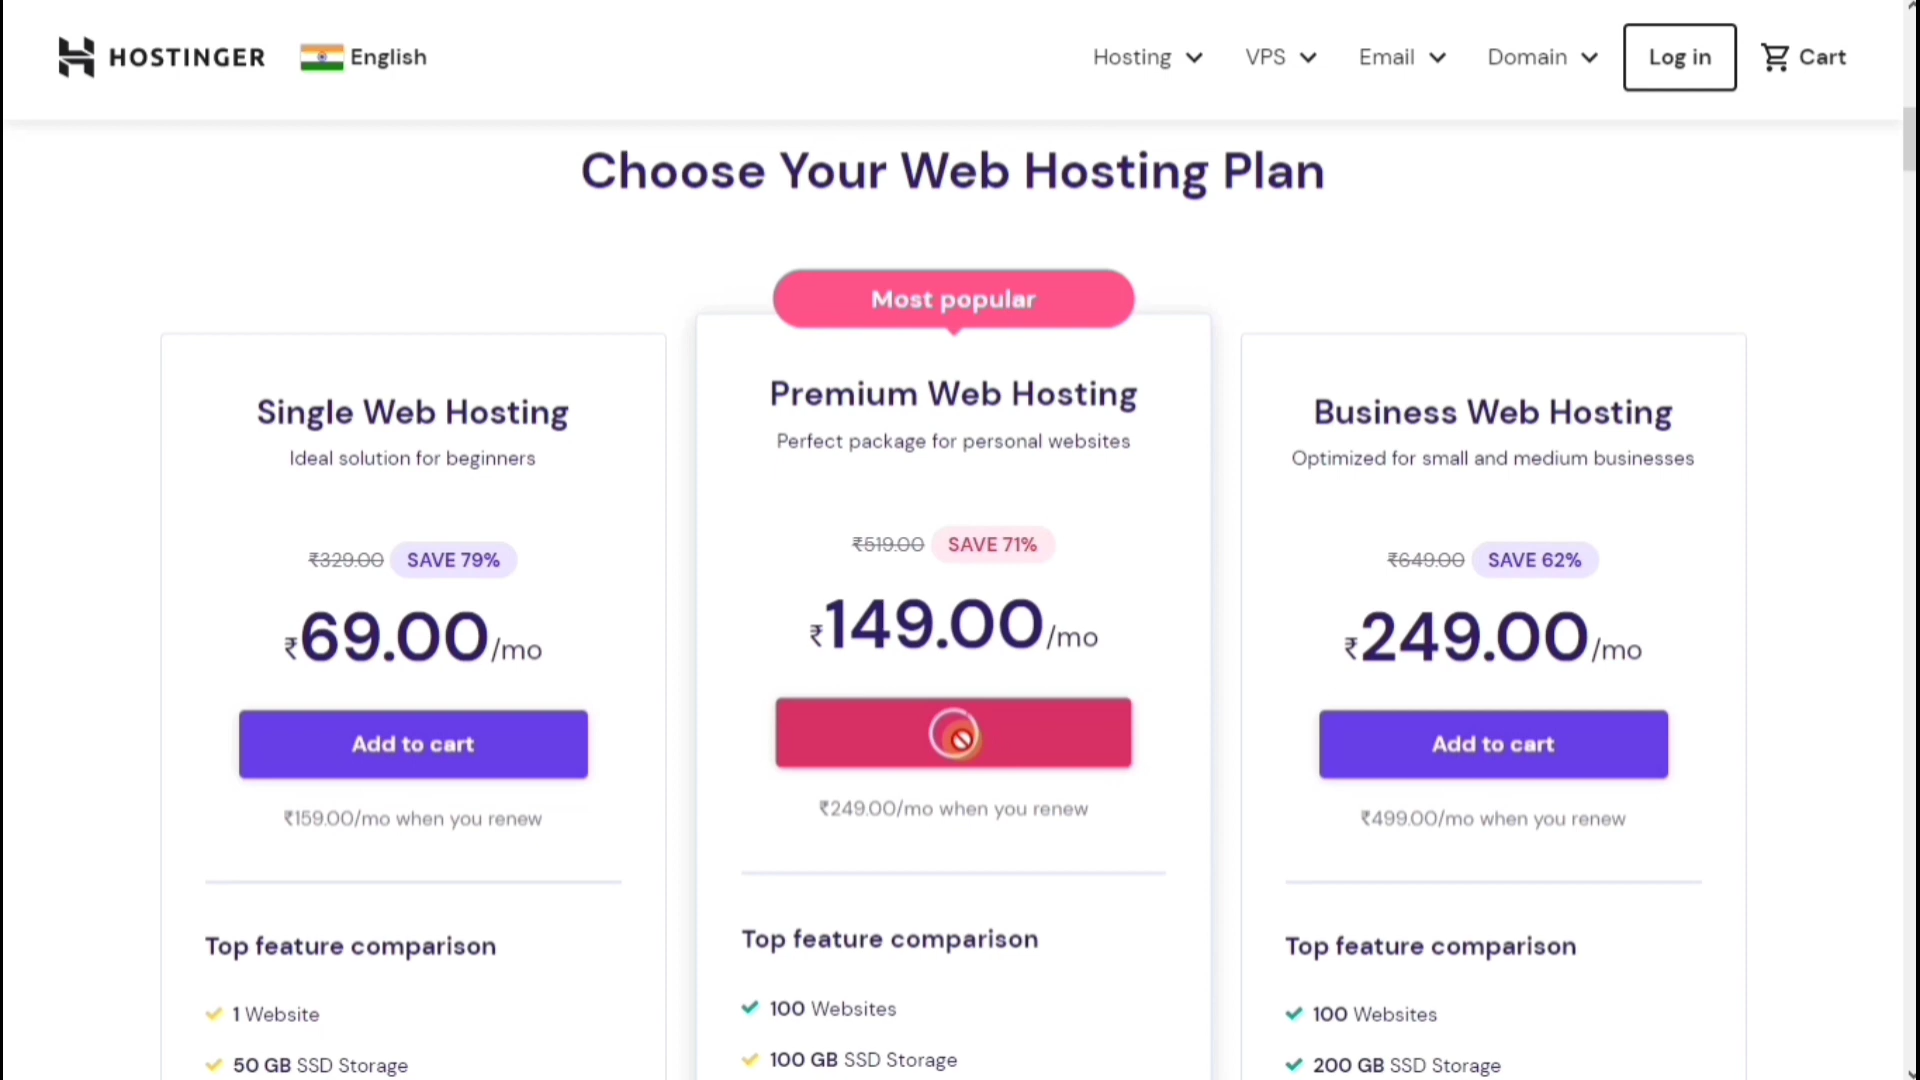 HOSTINGER English Hosting VPS Email Domain Log in Cart
Choose Your Web Hosting Plan
Most popular
Single Web Hosting
Ideal solution for beginners
₹329.00 SAVE 79%
₹69.00/mo
Add to cart
₹159.00/mo when you renew
Top feature comparison
1 Website
50 GB SSD Storage
Premium Web Hosting
Perfect package for personal websites
₹519.00 SAVE 71%
₹149.00/mo
₹249.00/mo when you renew
Top feature comparison
100 Websites
100 GB SSD Storage
Business Web Hosting
Optimized for small and medium businesses
₹649.00 SAVE 62%
₹249.00/mo
Add to cart
₹499.00/mo when you renew
Top feature comparison
100 Websites
200 GB SSD Storage